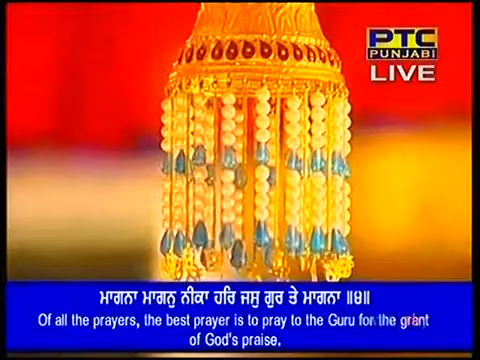 PTC
PUNJABI
LIVE
ਮਾਗਨਾ ਮਾਗਨੁ ਨੀਕਾ ਹਰਿ ਜਸੁ ਗੁਰ ਤੇ ਮਾਗਨਾ ॥੪॥
Of all the prayers, the best prayer is to pray to the Guru for the grant
of God's praise.